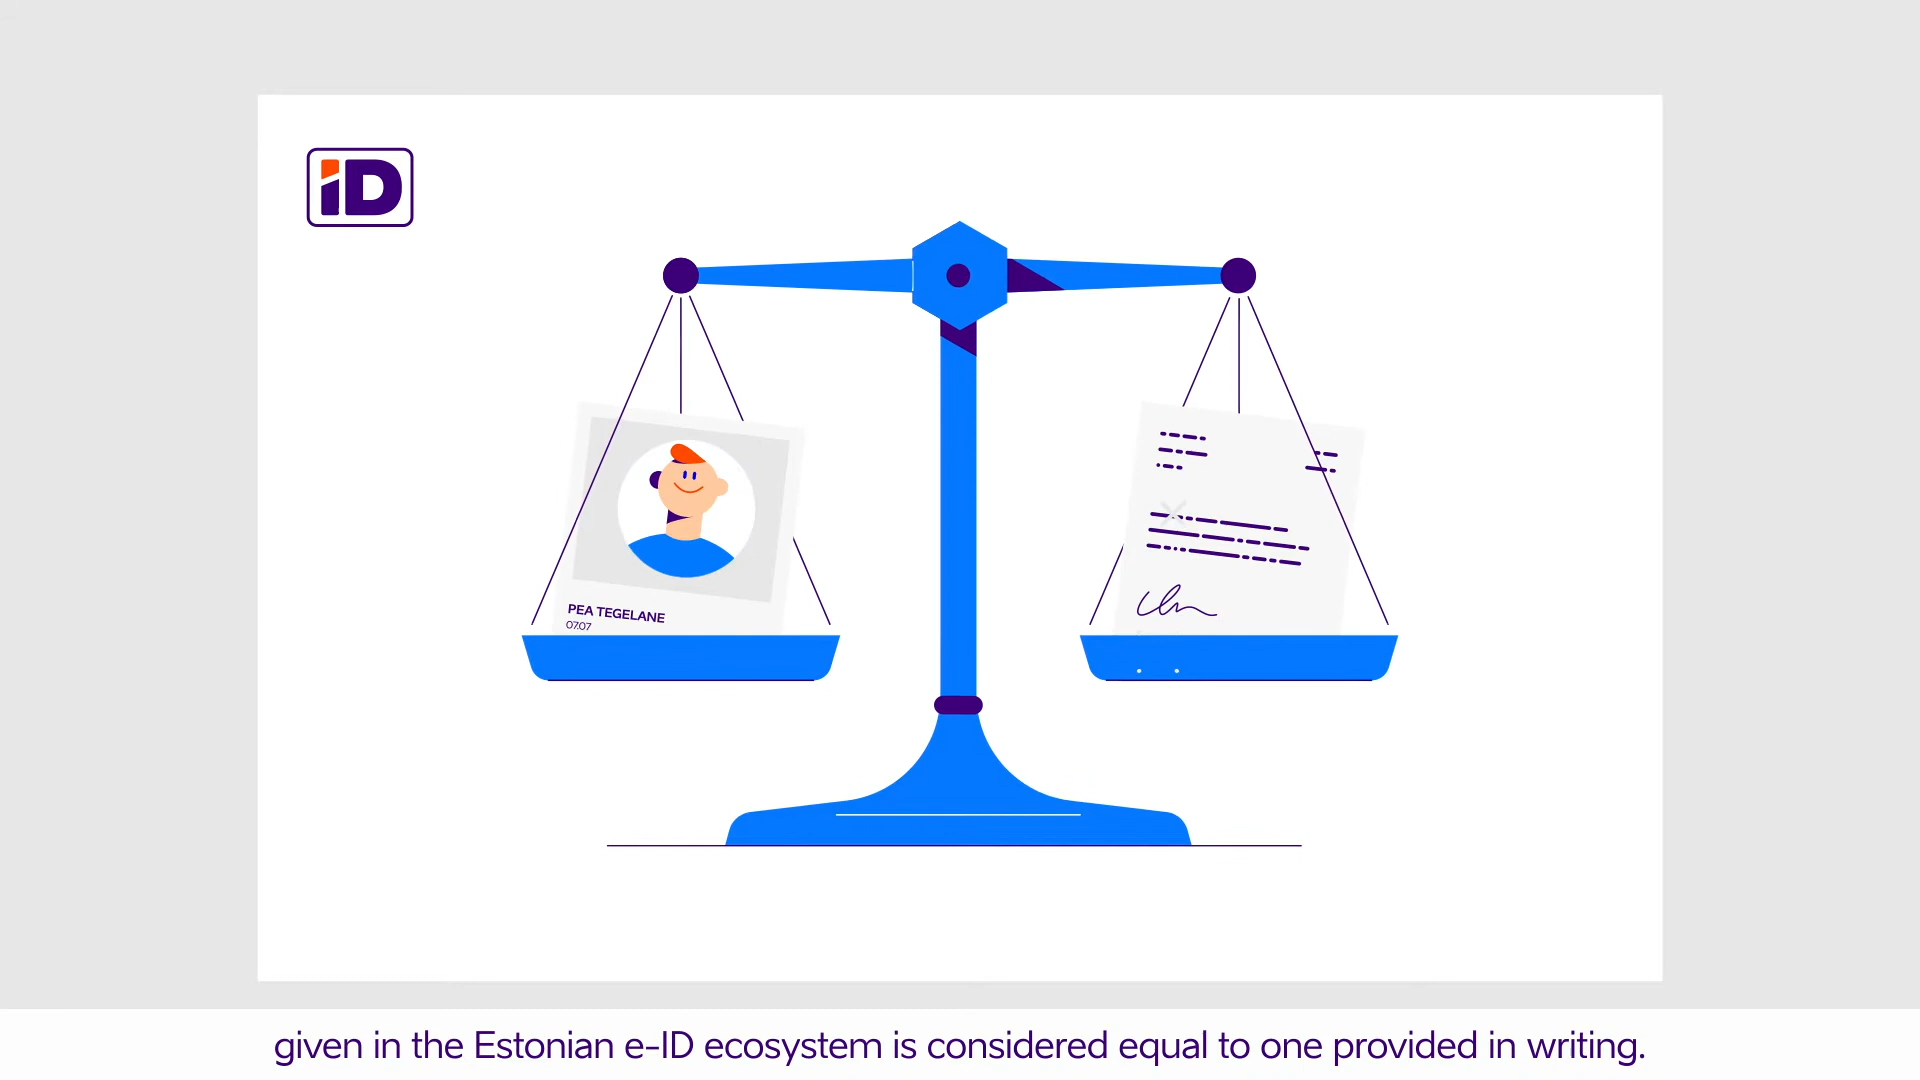 iD
PEA TEGELANE
07.07
given in the Estonian e-ID ecosystem is considered equal to one provided in writing.